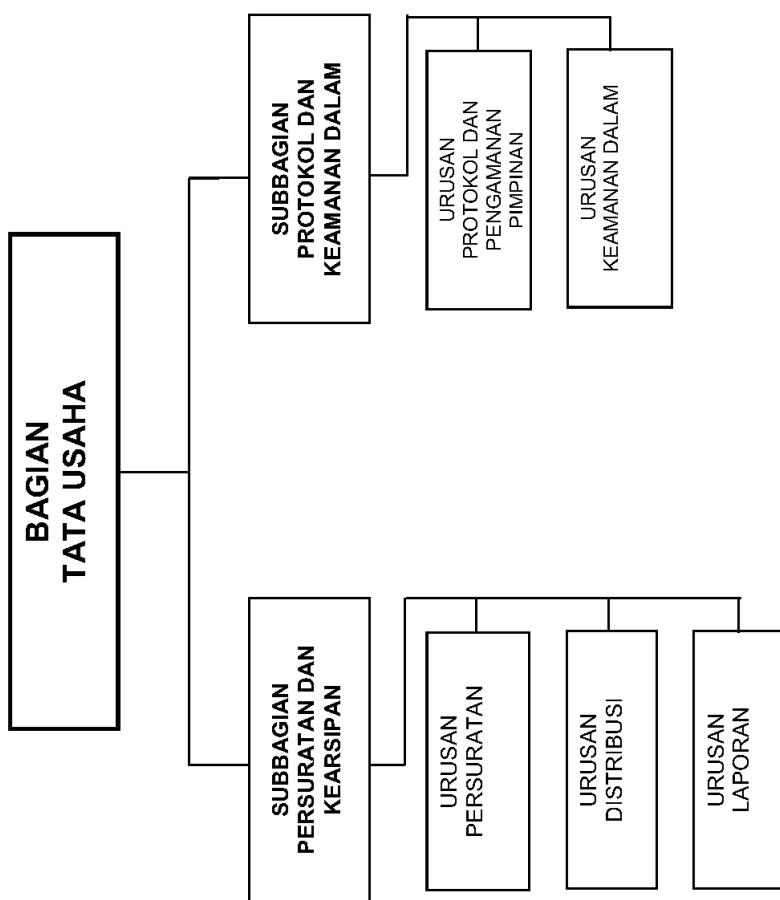 BAGIAN
TATA USAHA
SUBBAGIAN
PERSURATAN DAN
KEARSIPAN
URUSAN
PERSURATAN
URUSAN
DISTRIBUSI
URUSAN
LAPORAN
SUBBAGIAN
PROTOKOL DAN
KEAMANAN DALAM
URUSAN
PROTOKOL DAN
PENGAMANAN
PIMPINAN
URUSAN
KEAMANAN DALAM